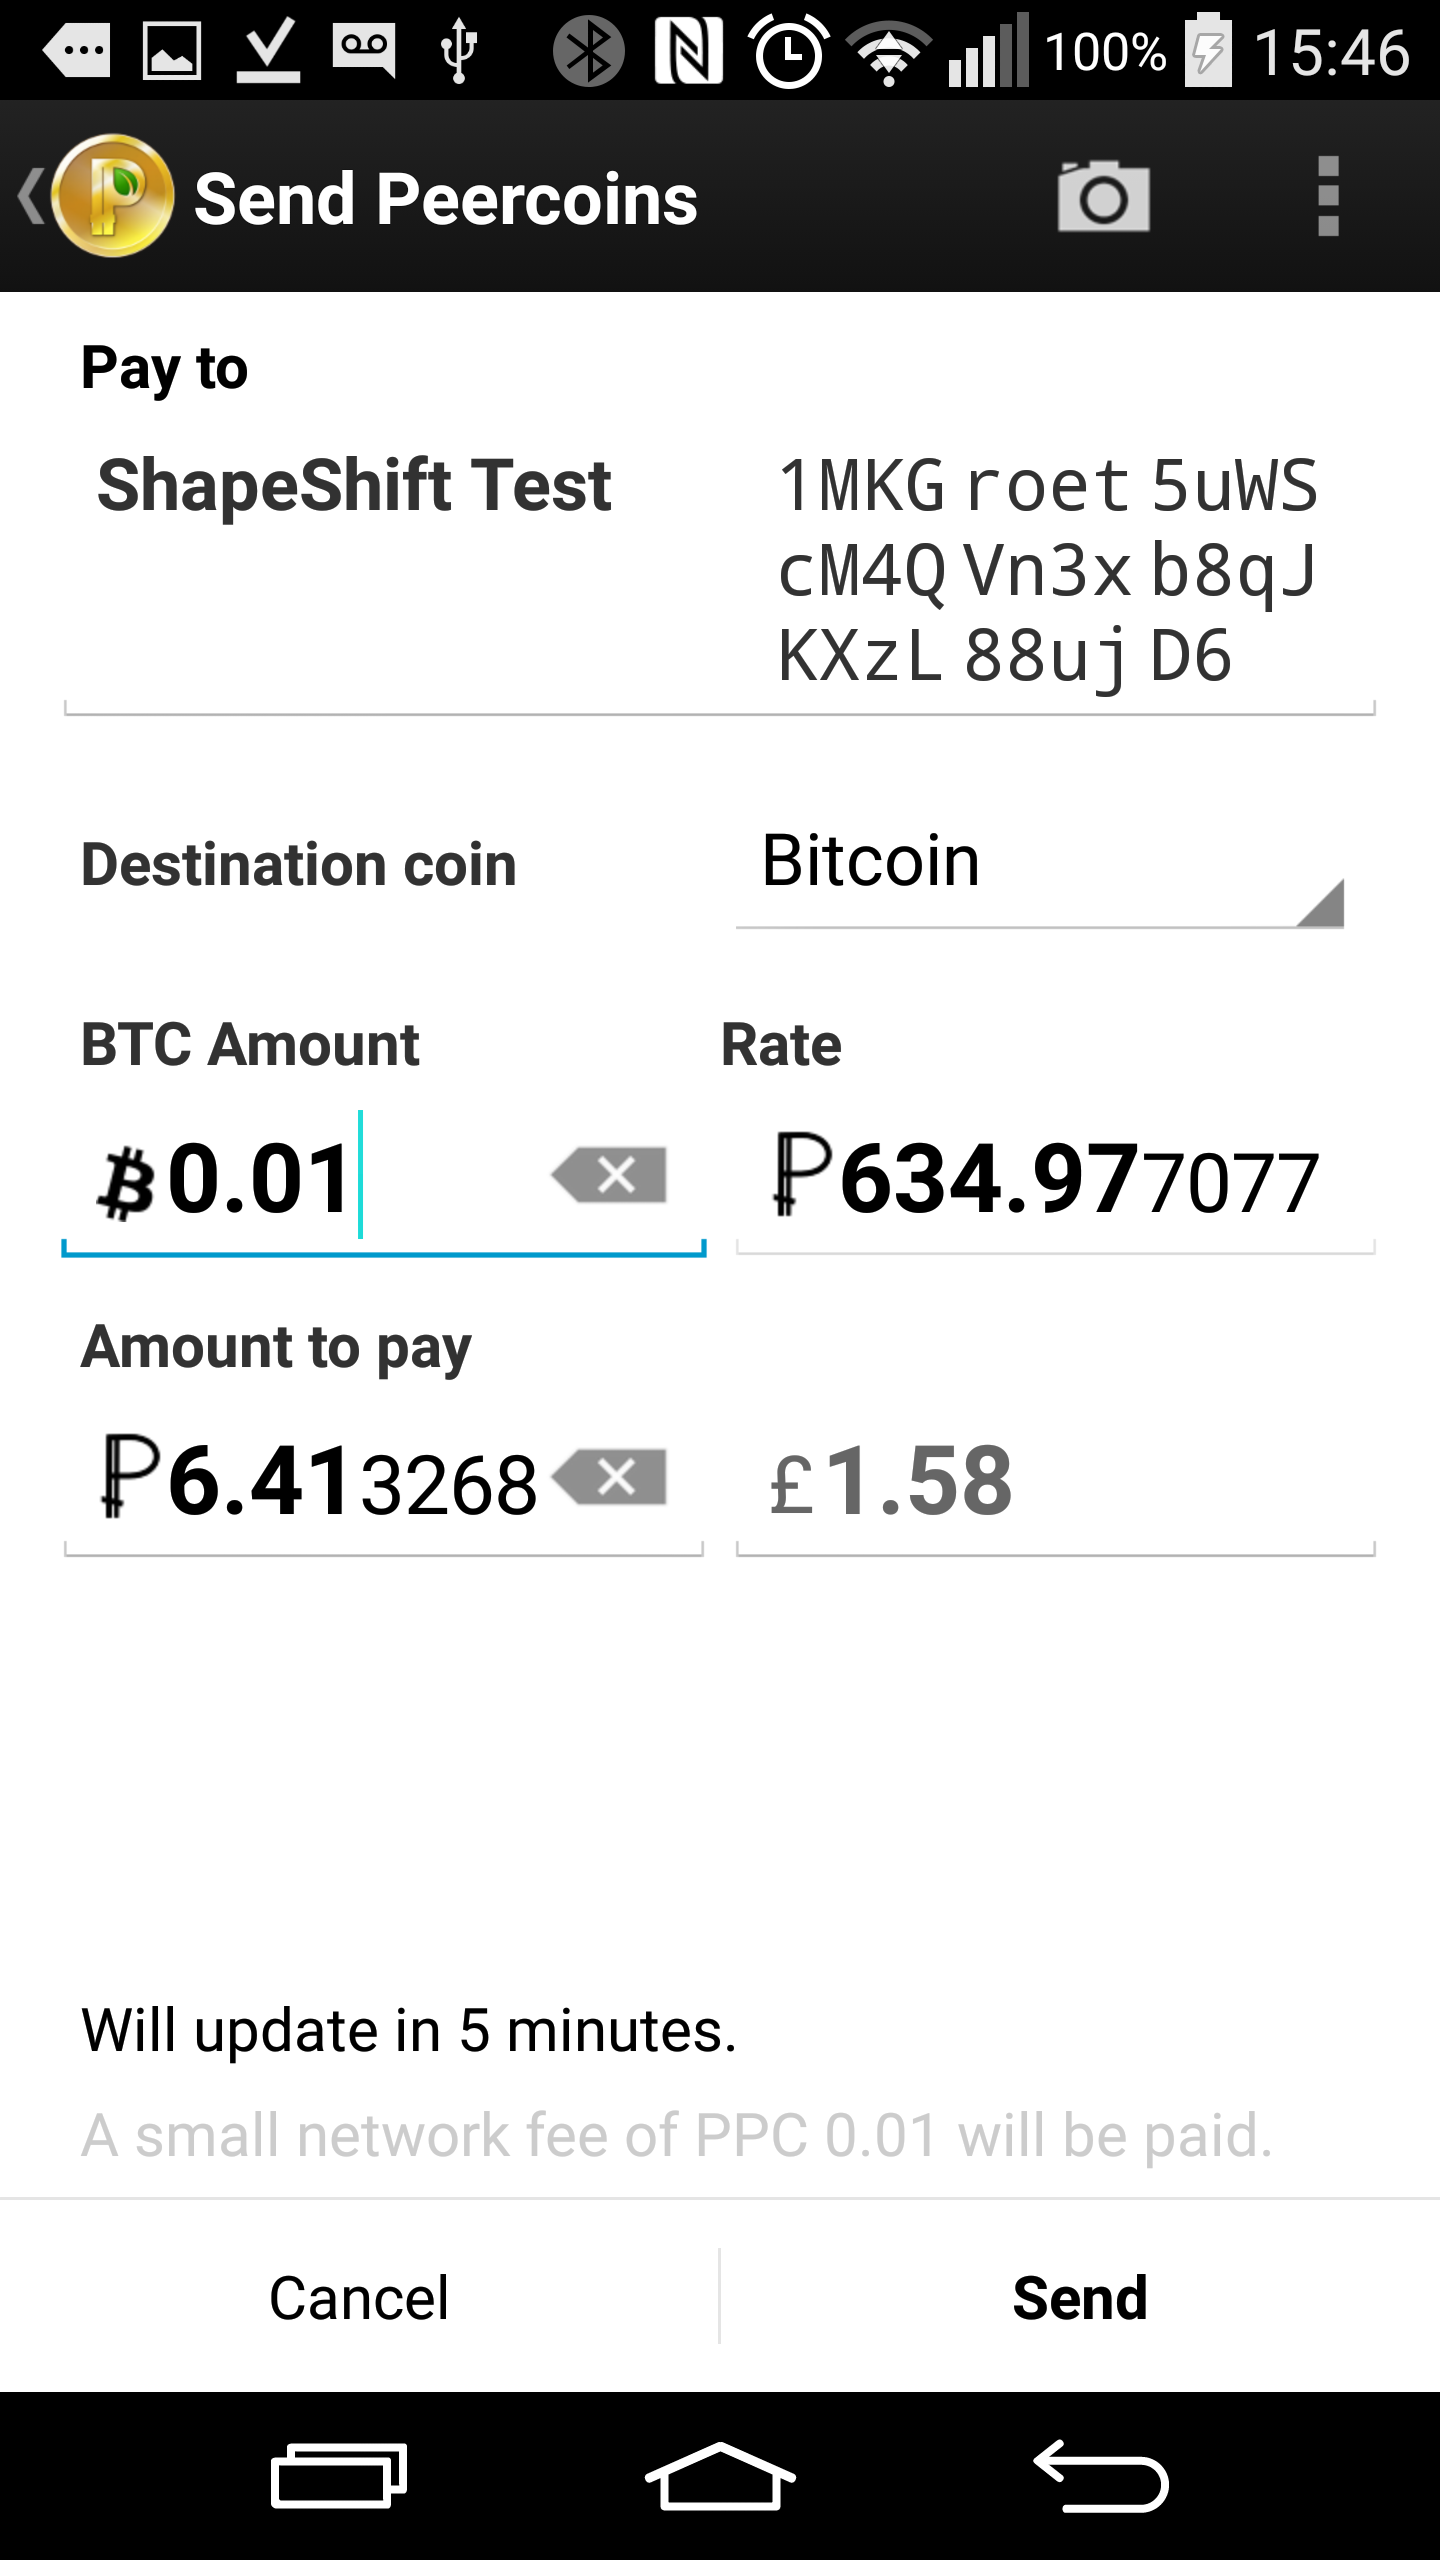 100% 15:46
Send Peercoins
Pay to
ShapeShift Test 1MKG roet 5uWS
cM4Q Vn3x b8qJ
KXzL 88uj D6
Destination coin Bitcoin
BTC Amount Rate
₿0.01 ₽634.977077
Amount to pay
₽6.413268 £1.58
Will update in 5 minutes.
A small network fee of PPC 0.01 will be paid.
Cancel Send